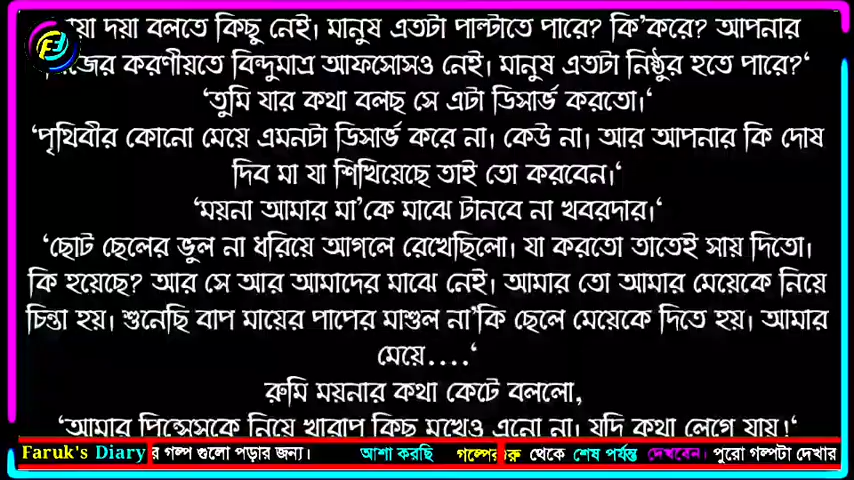 দয়া বলতে কিছু নেই। মানুষ এতটা পাল্টাতে পারে? কি’করে? আপনার
করণীয়তে বিন্দুমাত্র আফসোসও নেই। মানুষ এতটা নিষ্ঠুর হতে পারে?‘
‘তুমি যার কথা বলছ সে এটা ডিসার্ভ করতো।‘
‘পৃথিবীর কোনো মেয়ে এমনটা ডিসার্ভ করে না। কেউ না। আর আপনার কি দোষ
দিব মা যা শিখিয়েছে তাই তো করবেন।‘
‘ময়না আমার মা’কে মাঝে টানবে না খবরদার।‘
‘ছোট ছেলের ভুল না ধরিয়ে আগলে রেখেছিলো। যা করতো তাতেই সায় দিতো।
কি হয়েছে? আর সে আর আমাদের মাঝে নেই। আমার তো আমার মেয়েকে নিয়ে
চিন্তা হয়। শুনেছি বাপ মায়ের পাপের মাশুল না’কি ছেলে মেয়েকে দিতে হয়। আমার
মেয়ে....‘
রুমি ময়নার কথা কেটে বললো,
‘আমার প্রিন্সেসকে নিয়ে খারাপ কিছু মুখেও এনো না। যদি কথা লেগে যায়!‘
Faruk's Diary র গল্প গুলো পড়ার জন্য। আশা করছি গল্পের শুরু থেকে শেষ পর্যন্ত দেখবেন। পুরো গল্পটা দেখার